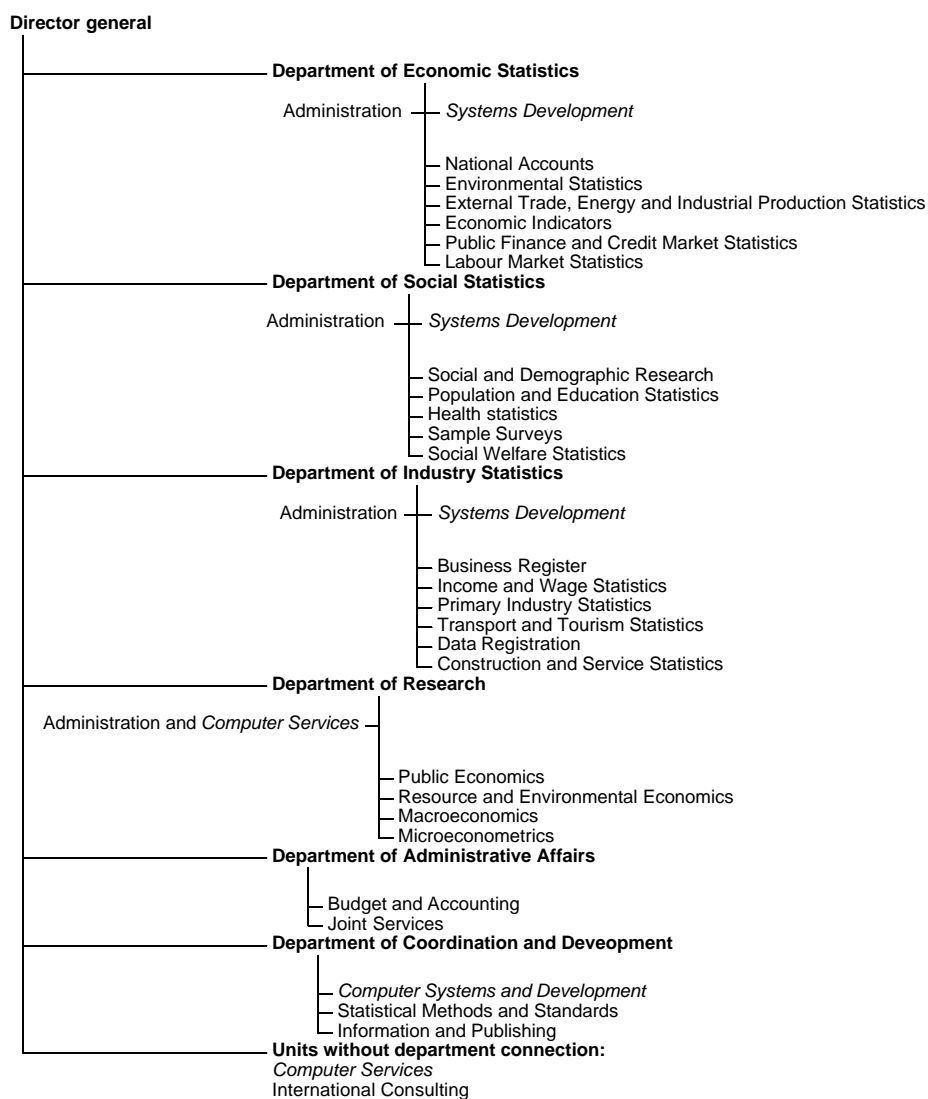 Director general
Department of Economic Statistics
Administration Systems Development
National Accounts
Environmental Statistics
External Trade, Energy and Industrial Production Statistics
Economic Indicators
Public Finance and Credit Market Statistics
Labour Market Statistics
Department of Social Statistics
Administration Systems Development
Social and Demographic Research
Population and Education Statistics
Health statistics
Sample Surveys
Social Welfare Statistics
Department of Industry Statistics
Administration Systems Development
Business Register
Income and Wage Statistics
Primary Industry Statistics
Transport and Tourism Statistics
Data Registration
Construction and Service Statistics
Department of Research
Administration and Computer Services
Public Economics
Resource and Environmental Economics
Macroeconomics
Microeconometrics
Department of Administrative Affairs
Budget and Accounting
Joint Services
Department of Coordination and Deveopment
Computer Systems and Development
Statistical Methods and Standards
Information and Publishing
Units without department connection:
Computer Services
International Consulting